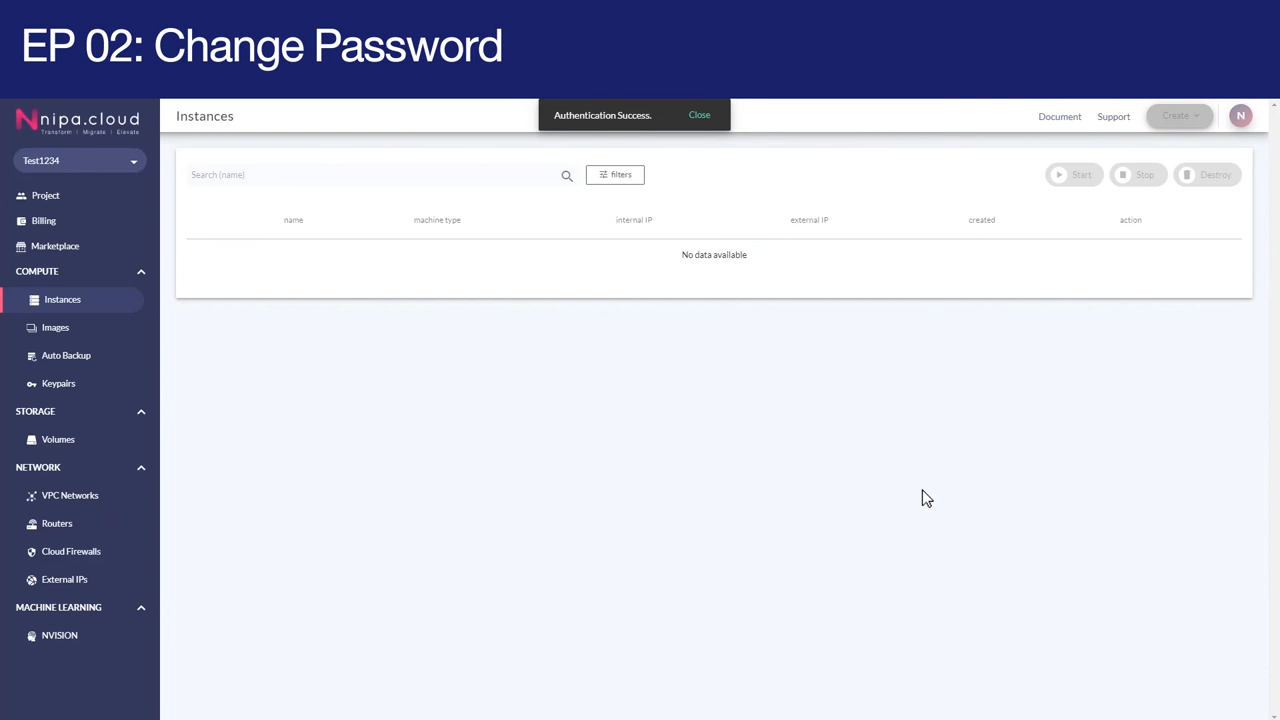 EP 02: Change Password
nipa.cloud
Transform | Migrate | Elevate
Instances
Authentication Success.
Close
Document
Support
Create
N
Test1234
Project
Billing
Marketplace
COMPUTE
Instances
Images
Auto Backup
Keypairs
STORAGE
Volumes
NETWORK
VPC Networks
Routers
Cloud Firewalls
External IPs
MACHINE LEARNING
NVISION
Search (name)
filters
Start
Stop
Destroy
name machine type internal IP external IP created action
No data available